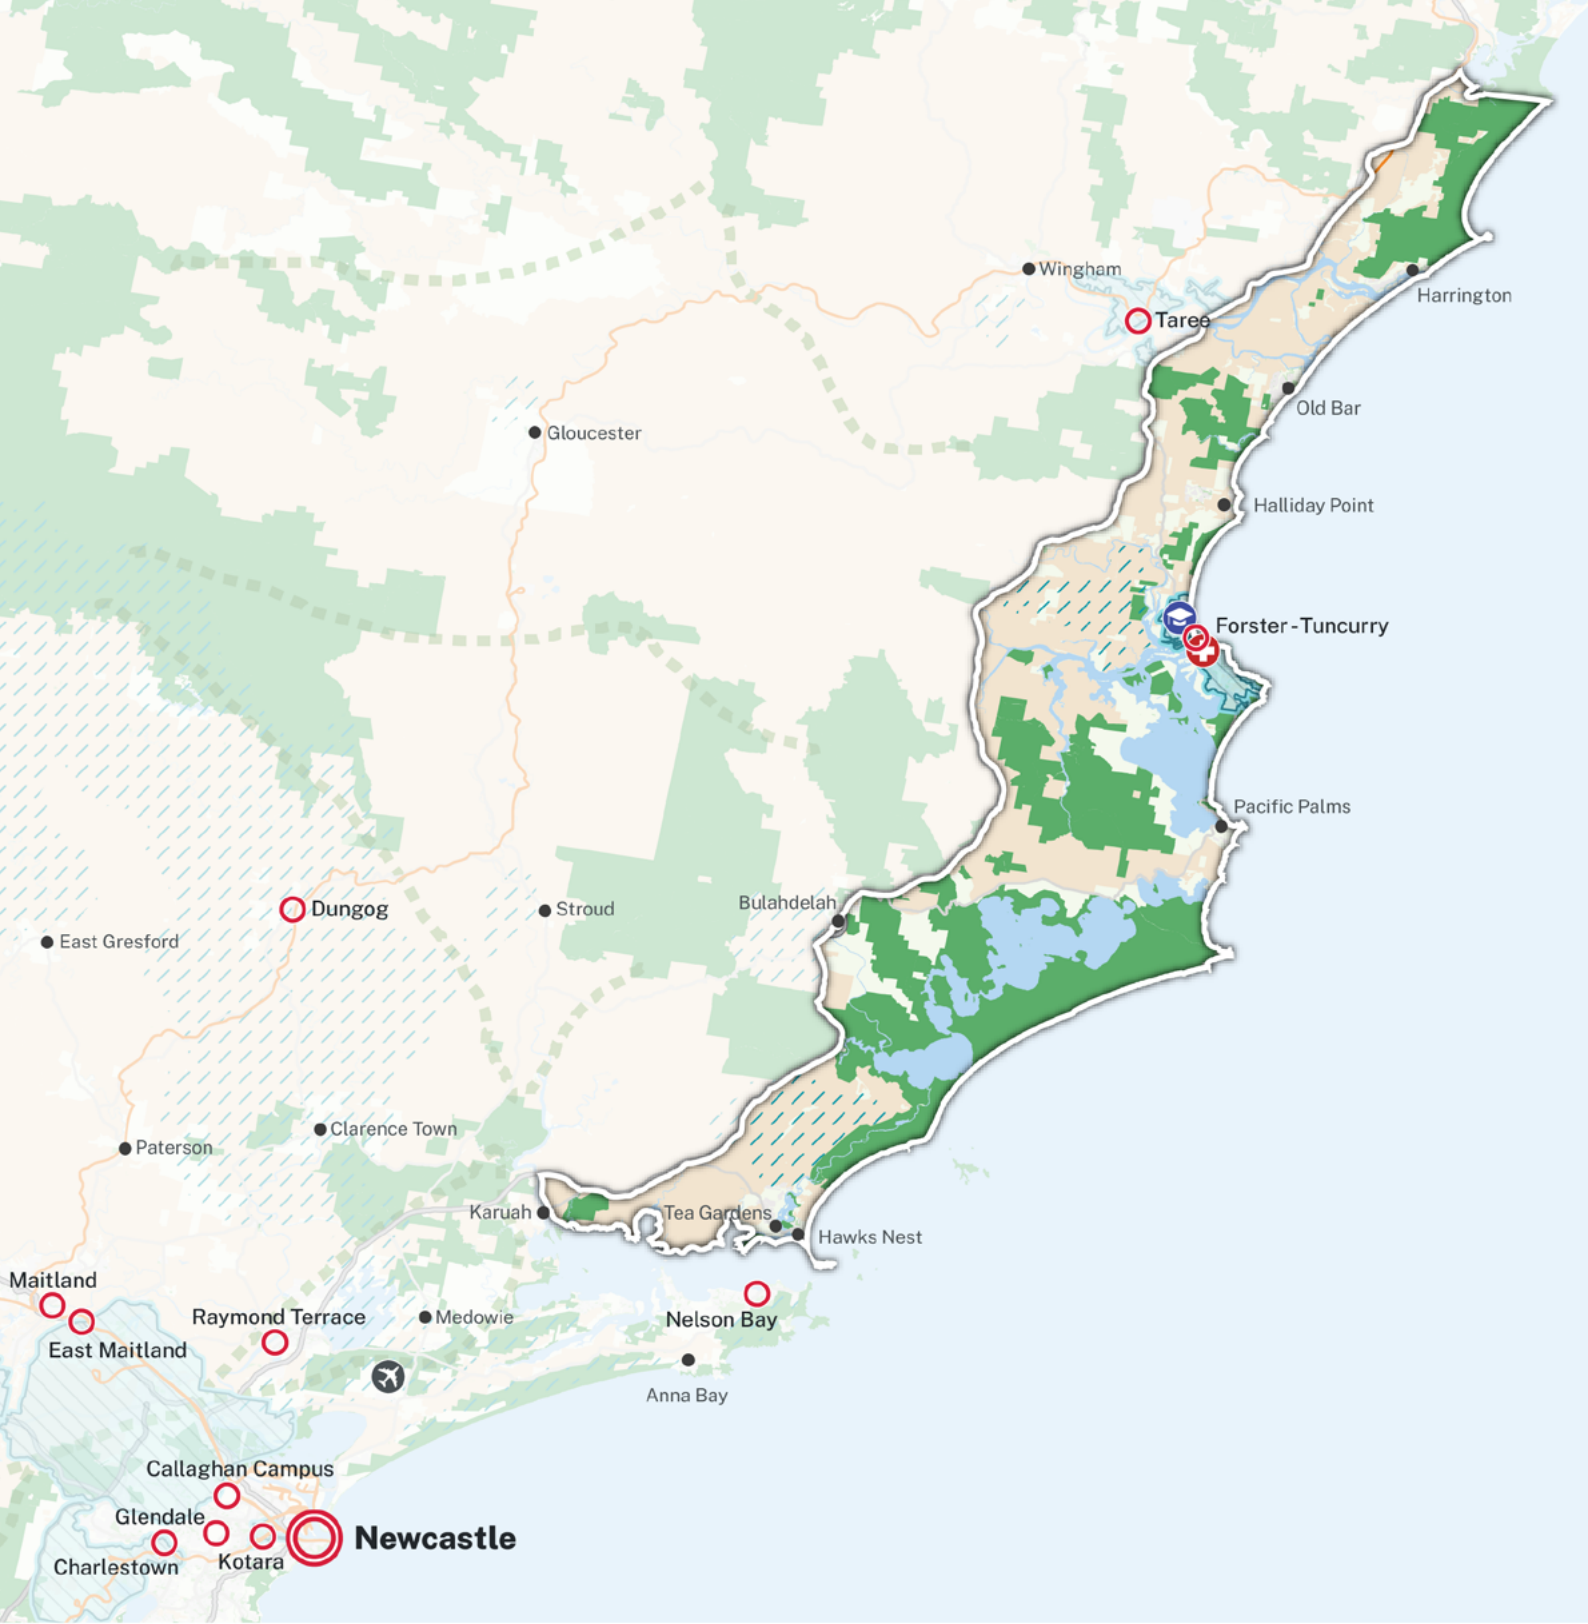 Wingham
Harrington
Taree
Old Bar
Gloucester
Halliday Point
Forster - Tuncurry
Pacific Palms
Bulahdelah
Dungog
Stroud
East Gresford
Clarence Town
Paterson
Karuah
Tea Gardens
Hawks Nest
Maitland
Raymond Terrace
Medowie
Nelson Bay
East Maitland
Anna Bay
Callaghan Campus
Glendale
Newcastle
Kotara
Charlestown